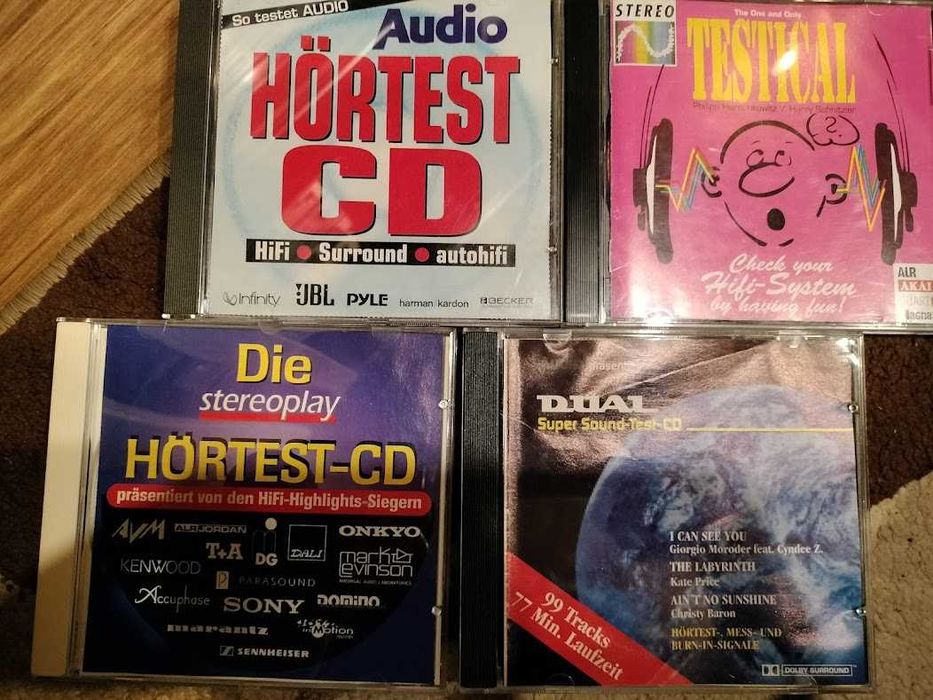 So testet AUDIO
Audio
HÖRTEST
CD
HiFi • Surround • autohifi
Infinity JBL PYLE harman kardon BECKER
STEREO
The One and Only
TESTICAL
Check your
Hifi-System
by having fun!
ALR
AKAI
Die
stereoplay
HÖRTEST-CD
präsentiert von den HiFi-Highlights-Siegern
AVM ALR/JORDAN ONKYO
T+A DG DALI
KENWOOD mark levinson
PARASOUND
Accuphase SONY DOMINO
marantz inMotion
SENNHEISER
DUAL
Super Sound-Test-CD
I CAN SEE YOU
Giorgio Moroder feat. Cyndee Z.
THE LABYRINTH
Kate Price
AIN'T NO SUNSHINE
Christy Baron
HÖRTEST-, MESS- UND
BURN-IN-SIGNALE
99 Tracks
77 Min. Laufzeit
DOLBY SURROUND